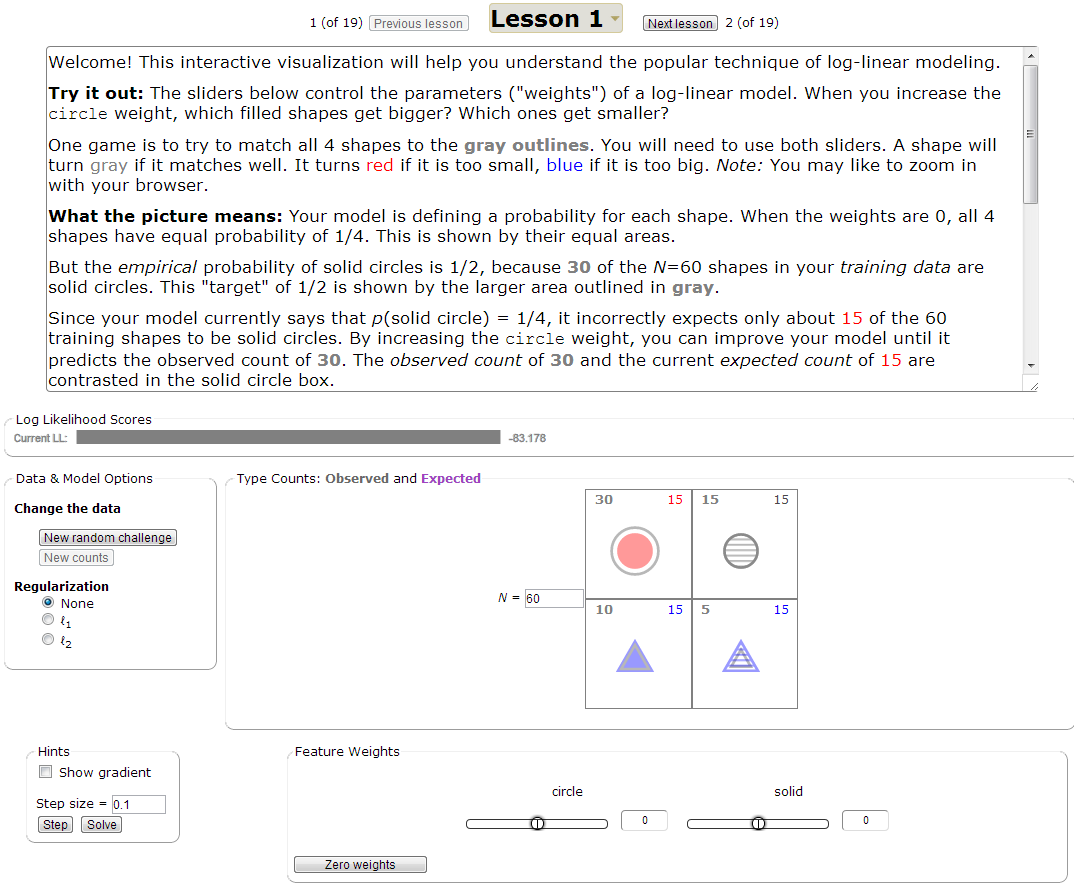 1 (of 19) Previous lesson Lesson 1 Next lesson 2 (of 19)
Welcome! This interactive visualization will help you understand the popular technique of log-linear modeling.
Try it out: The sliders below control the parameters ("weights") of a log-linear model. When you increase the
circle weight, which filled shapes get bigger? Which ones get smaller?
One game is to try to match all 4 shapes to the gray outlines. You will need to use both sliders. A shape will
turn gray if it matches well. It turns red if it is too small, blue if it is too big. Note: You may like to zoom in
with your browser.
What the picture means: Your model is defining a probability for each shape. When the weights are 0, all 4
shapes have equal probability of 1/4. This is shown by their equal areas.
But the empirical probability of solid circles is 1/2, because 30 of the N=60 shapes in your training data are
solid circles. This "target" of 1/2 is shown by the larger area outlined in gray.
Since your model currently says that p(solid circle) = 1/4, it incorrectly expects only about 15 of the 60
training shapes to be solid circles. By increasing the circle weight, you can improve your model until it
predicts the observed count of 30. The observed count of 30 and the current expected count of 15 are
contrasted in the solid circle box.
Log Likelihood Scores
Current LL: -83.178
Data & Model Options
Change the data
New random challenge
New counts
Regularization
None
ℓ1
ℓ2
Type Counts: Observed and Expected
30 15 15 15
N = 60
10 15 5 15
Hints
Show gradient
Step size = 0.1
Step Solve
Feature Weights
circle solid
0 0
Zero weights